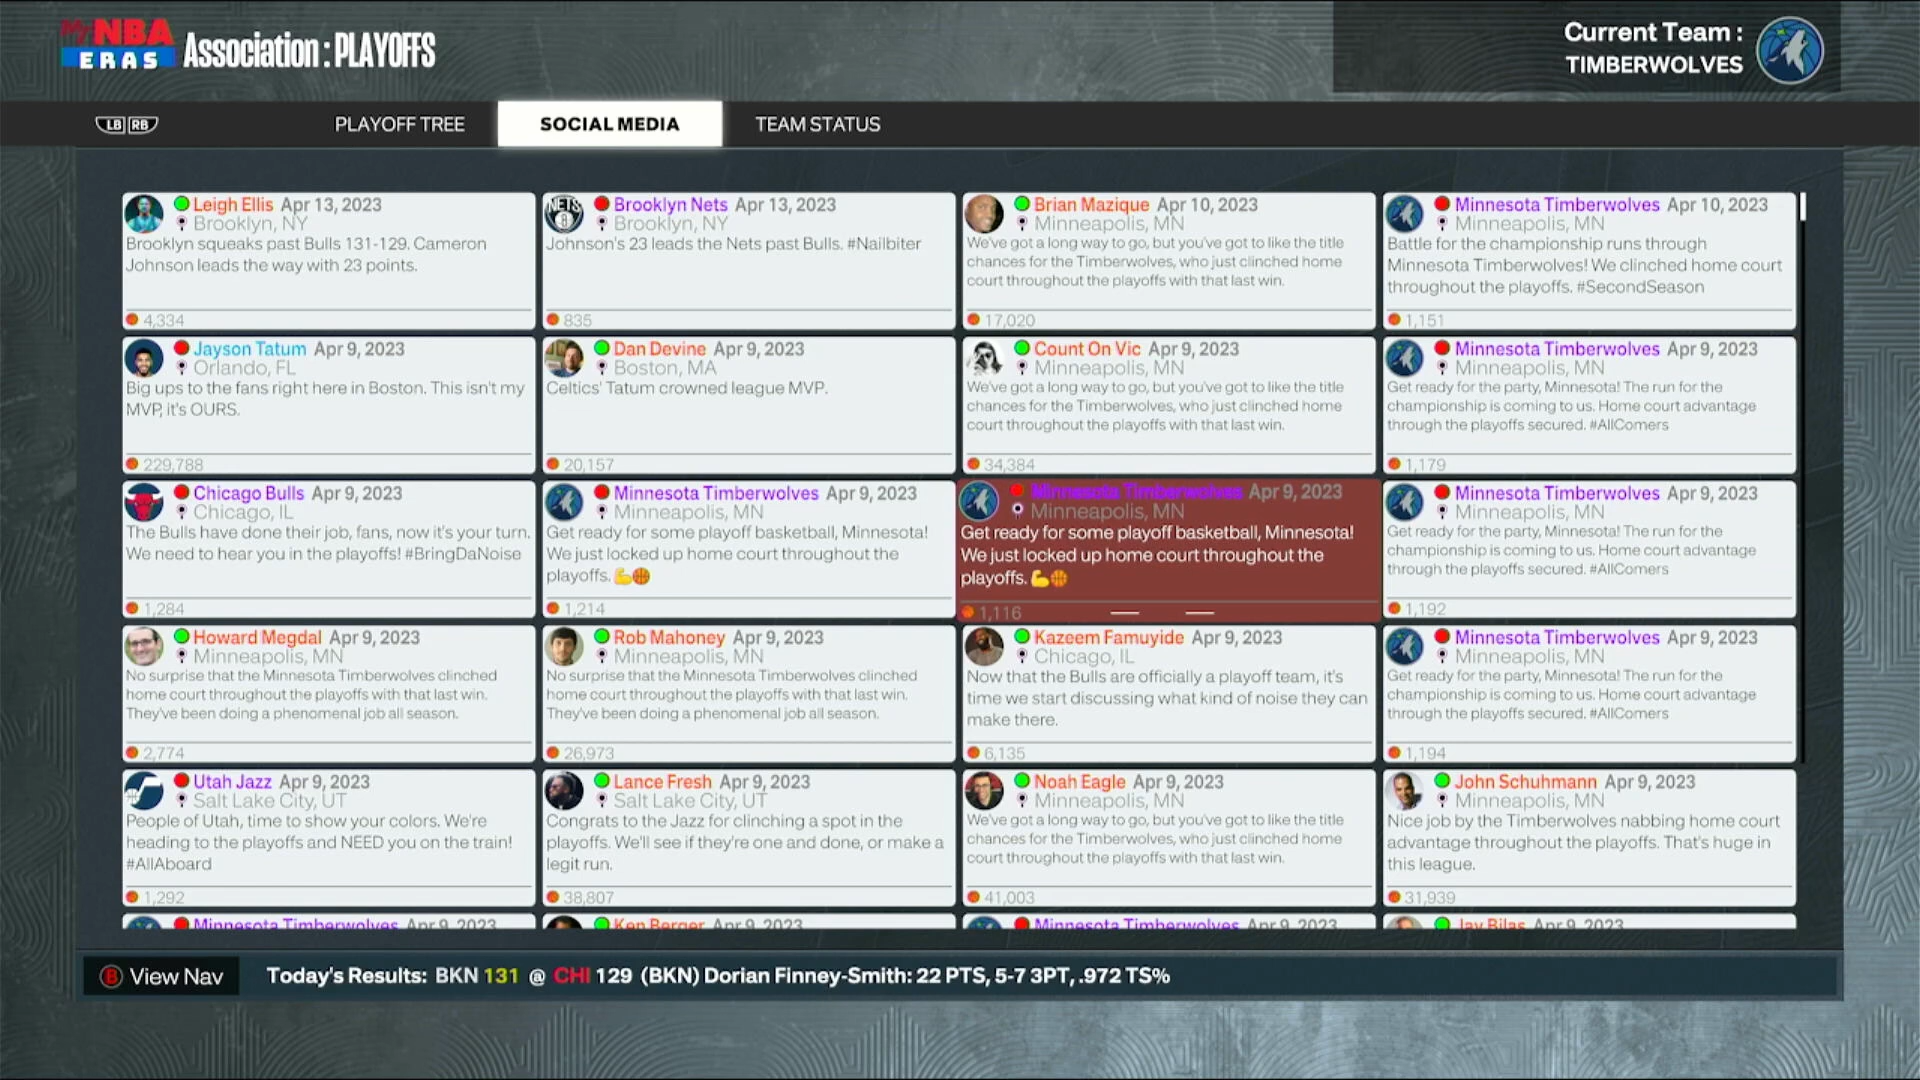 My NBA
ERAS
Association : PLAYOFFS
Current Team :
TIMBERWOLVES
LB RB
PLAYOFF TREE
SOCIAL MEDIA
TEAM STATUS
Leigh Ellis Apr 13, 2023
Brooklyn, NY
Brooklyn squeaks past Bulls 131-129. Cameron
Johnson leads the way with 23 points.
4,334
Brooklyn Nets Apr 13, 2023
Brooklyn, NY
Johnson's 23 leads the Nets past Bulls. #Nailbiter
835
Brian Mazique Apr 10, 2023
Minneapolis, MN
We've got a long way to go, but you've got to like the title
chances for the Timberwolves, who just clinched home
court throughout the playoffs with that last win.
17,020
Minnesota Timberwolves Apr 10, 2023
Minneapolis, MN
Battle for the championship runs through
Minnesota Timberwolves! We clinched home court
throughout the playoffs. #SecondSeason
1,151
Jayson Tatum Apr 9, 2023
Orlando, FL
Big ups to the fans right here in Boston. This isn't my
MVP, it's OURS.
229,788
Dan Devine Apr 9, 2023
Boston, MA
Celtics' Tatum crowned league MVP.
20,157
Count On Vic Apr 9, 2023
Minneapolis, MN
We've got a long way to go, but you've got to like the title
chances for the Timberwolves, who just clinched home
court throughout the playoffs with that last win.
34,384
Minnesota Timberwolves Apr 9, 2023
Minneapolis, MN
Get ready for the party, Minnesota! The run for the
championship is coming to us. Home court advantage
through the playoffs secured. #AllComers
1,179
Chicago Bulls Apr 9, 2023
Chicago, IL
The Bulls have done their job, fans, now it's your turn.
We need to hear you in the playoffs! #BringDaNoise
1,284
Minnesota Timberwolves Apr 9, 2023
Minneapolis, MN
Get ready for some playoff basketball, Minnesota!
We just locked up home court throughout the
playoffs. 💪🏀
1,214
Minnesota Timberwolves Apr 9, 2023
Minneapolis, MN
Get ready for some playoff basketball, Minnesota!
We just locked up home court throughout the
playoffs. 💪🏀
1,116
Minnesota Timberwolves Apr 9, 2023
Minneapolis, MN
Get ready for the party, Minnesota! The run for the
championship is coming to us. Home court advantage
through the playoffs secured. #AllComers
1,192
Howard Megdal Apr 9, 2023
Minneapolis, MN
No surprise that the Minnesota Timberwolves clinched
home court throughout the playoffs with that last win.
They've been doing a phenomenal job all season.
2,774
Rob Mahoney Apr 9, 2023
Minneapolis, MN
No surprise that the Minnesota Timberwolves clinched
home court throughout the playoffs with that last win.
They've been doing a phenomenal job all season.
26,973
Kazeem Famuyide Apr 9, 2023
Chicago, IL
Now that the Bulls are officially a playoff team, it's
time we start discussing what kind of noise they can
make there.
6,135
Minnesota Timberwolves Apr 9, 2023
Minneapolis, MN
Get ready for the party, Minnesota! The run for the
championship is coming to us. Home court advantage
through the playoffs secured. #AllComers
1,194
Utah Jazz Apr 9, 2023
Salt Lake City, UT
People of Utah, time to show your colors. We're
heading to the playoffs and NEED you on the train!
#AllAboard
1,292
Lance Fresh Apr 9, 2023
Salt Lake City, UT
Congrats to the Jazz for clinching a spot in the
playoffs. We'll see if they're one and done, or make a
legit run.
38,807
Noah Eagle Apr 9, 2023
Minneapolis, MN
We've got a long way to go, but you've got to like the title
chances for the Timberwolves, who just clinched home
court throughout the playoffs with that last win.
41,003
John Schuhmann Apr 9, 2023
Minneapolis, MN
Nice job by the Timberwolves nabbing home court
advantage throughout the playoffs. That's huge in
this league.
31,939
Minnesota Timberwolves Apr 9, 2023
Ken Berger Apr 9, 2023
Minnesota Timberwolves Apr 9, 2023
Jay Bilas Apr 9, 2023
B View Nav
Today's Results: BKN 131 @ CHI 129 (BKN) Dorian Finney-Smith: 22 PTS, 5-7 3PT, .972 TS%